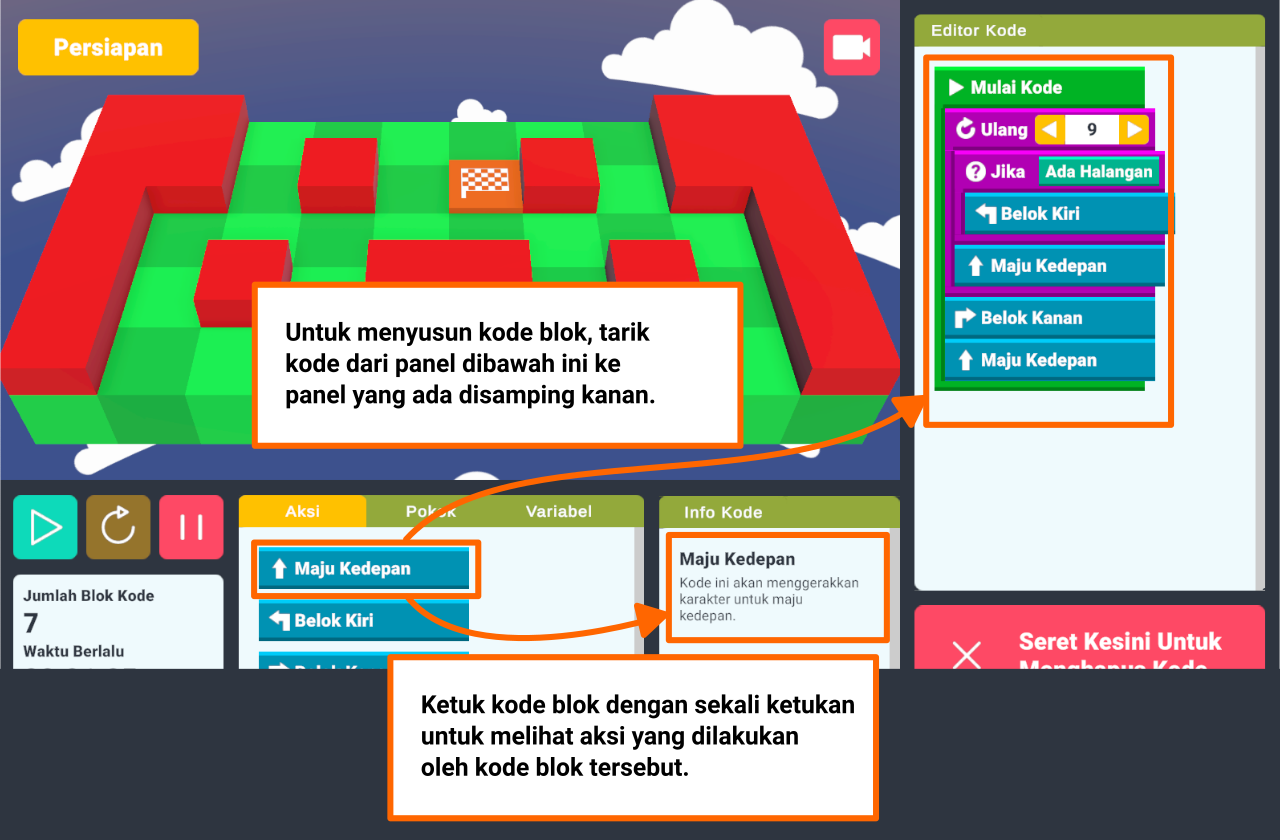 Persiapan
Editor Kode
Mulai Kode
Ulang 9
Jika Ada Halangan
Belok Kiri
Maju Kedepan
Belok Kanan
Maju Kedepan
Untuk menyusun kode blok, tarik
kode dari panel dibawah ini ke
panel yang ada disamping kanan.
Aksi
Pokok
Variabel
Info Kode
Maju Kedepan
Belok Kiri
Maju Kedepan
Kode ini akan menggerakkan
karakter untuk maju
kedepan.
Jumlah Blok Kode
7
Waktu Berlalu
Seret Kesini Untuk
Menghapus Kode
Ketuk kode blok dengan sekali ketukan
untuk melihat aksi yang dilakukan
oleh kode blok tersebut.